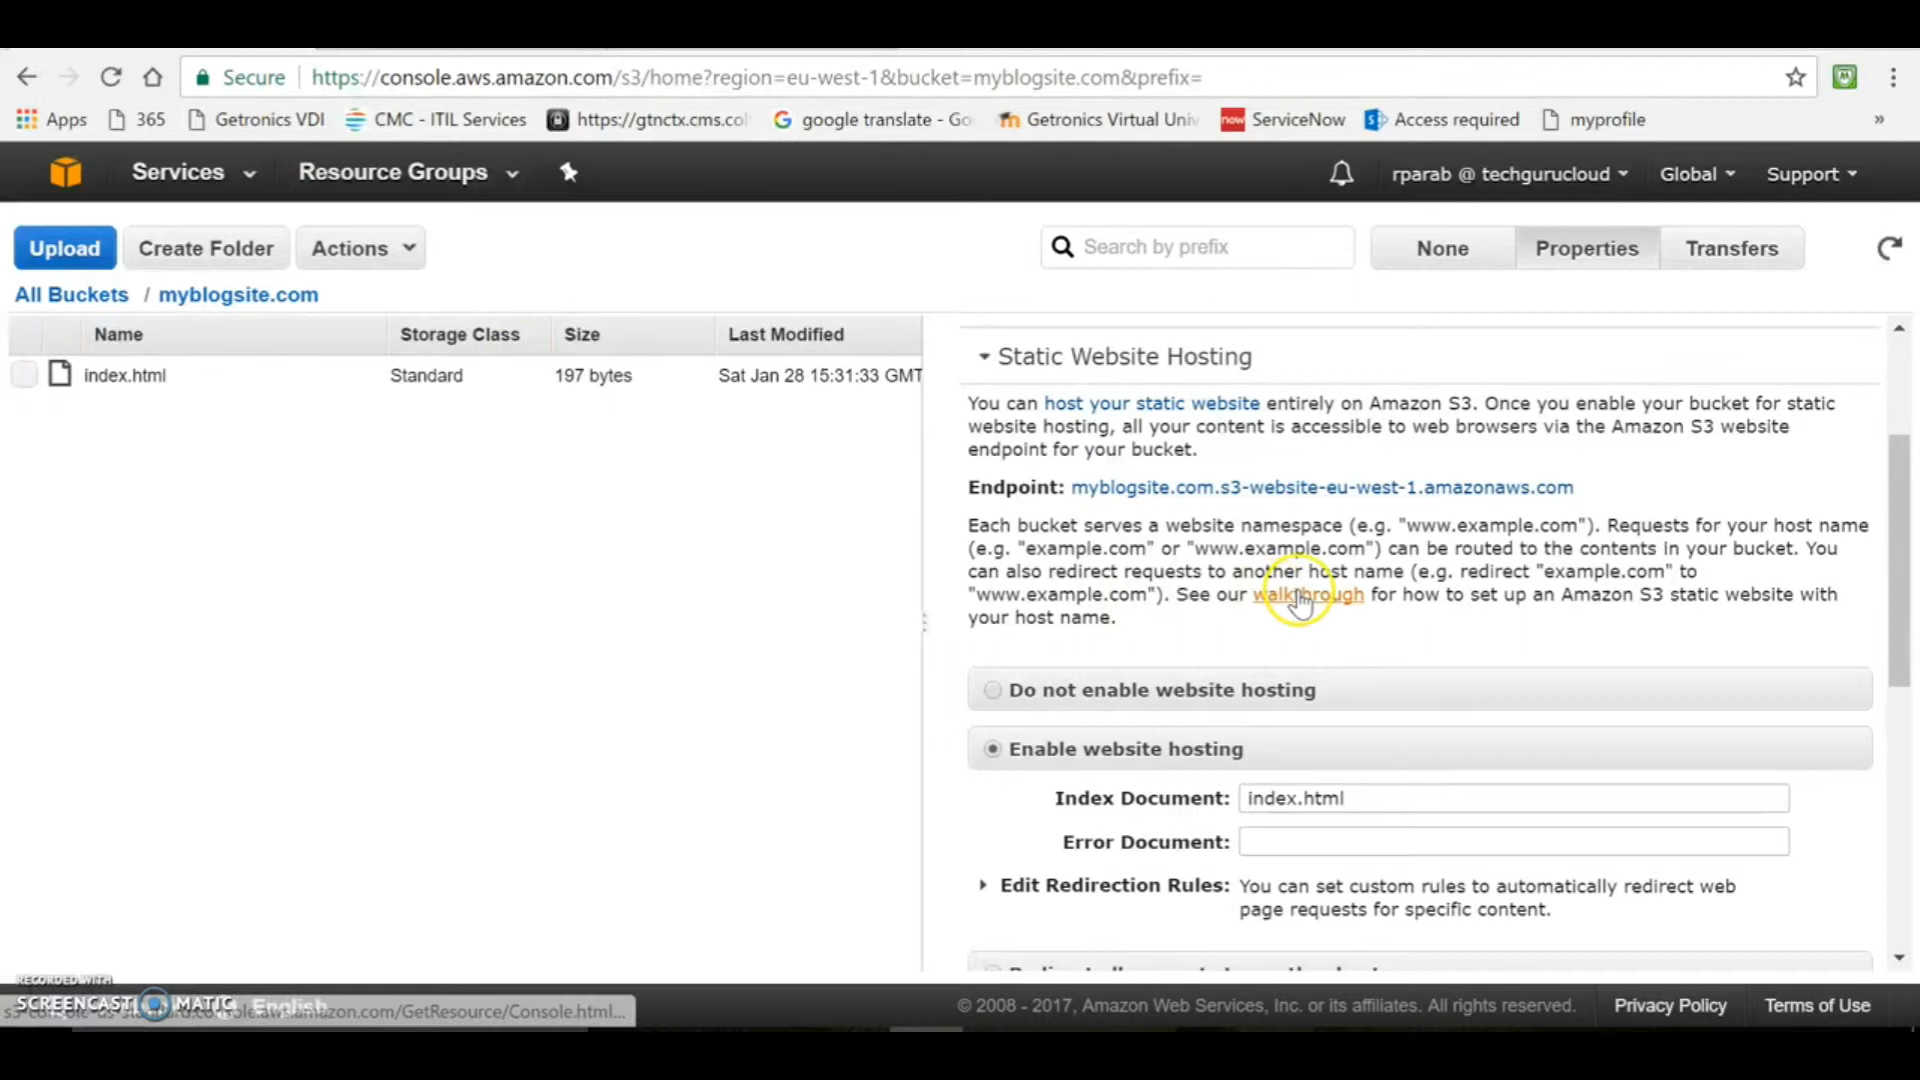 Secure https://console.aws.amazon.com/s3/home?region=eu-west-1&bucket=myblogsite.com&prefix=
Apps 365 Getronics VDI CMC - ITIL Services https://gtnctx.cms.col google translate - Go Getronics Virtual Univ now ServiceNow Access required myprofile »
Services Resource Groups rparab @ techgurucloud Global Support
Upload Create Folder Actions Search by prefix None Properties Transfers
All Buckets / myblogsite.com
Name Storage Class Size Last Modified
index.html Standard 197 bytes Sat Jan 28 15:31:33 GMT
Static Website Hosting
You can host your static website entirely on Amazon S3. Once you enable your bucket for static
website hosting, all your content is accessible to web browsers via the Amazon S3 website
endpoint for your bucket.
Endpoint: myblogsite.com.s3-website-eu-west-1.amazonaws.com
Each bucket serves a website namespace (e.g. "www.example.com"). Requests for your host name
(e.g. "example.com" or "www.example.com") can be routed to the contents in your bucket. You
can also redirect requests to another host name (e.g. redirect "example.com" to
"www.example.com"). See our walkthrough for how to set up an Amazon S3 static website with
your host name.
Do not enable website hosting
Enable website hosting
Index Document: index.html
Error Document:
Edit Redirection Rules: You can set custom rules to automatically redirect web
page requests for specific content.
RECORDED WITH
SCREENCAST MATIC English
© 2008 - 2017, Amazon Web Services, Inc. or its affiliates. All rights reserved. Privacy Policy Terms of Use